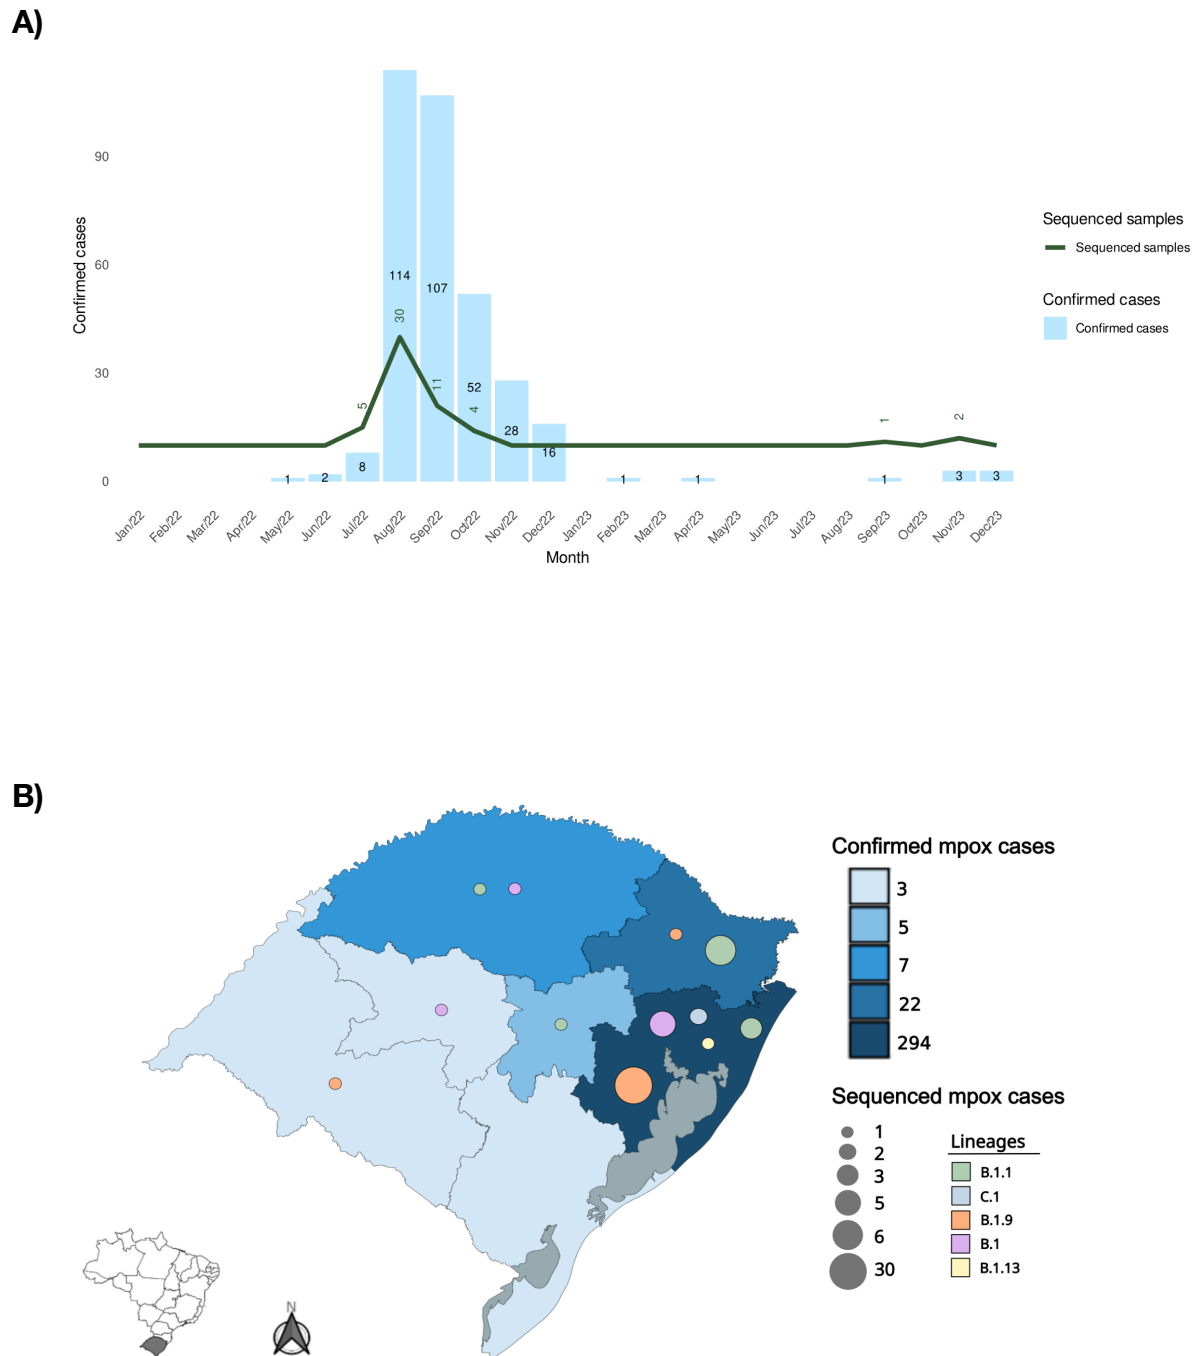 A)
90
60
30
0
Confirmed cases
114
107
52
28
16
30
11
4
5
1
2
8
1
1
1
3
3
1
2
Jan/22
Feb/22
Mar/22
Apr/22
May/22
Jun/22
Jul/22
Aug/22
Sep/22
Oct/22
Nov/22
Dec/22
Jan/23
Feb/23
Mar/23
Apr/23
May/23
Jun/23
Jul/23
Aug/23
Sep/23
Oct/23
Nov/23
Dec/23
Month
Sequenced samples
Sequenced samples
Confirmed cases
Confirmed cases
B)
Confirmed mpox cases
3
5
7
22
294
Sequenced mpox cases
1
2
3
5
6
30
Lineages
B.1.1
C.1
B.1.9
B.1
B.1.13
N